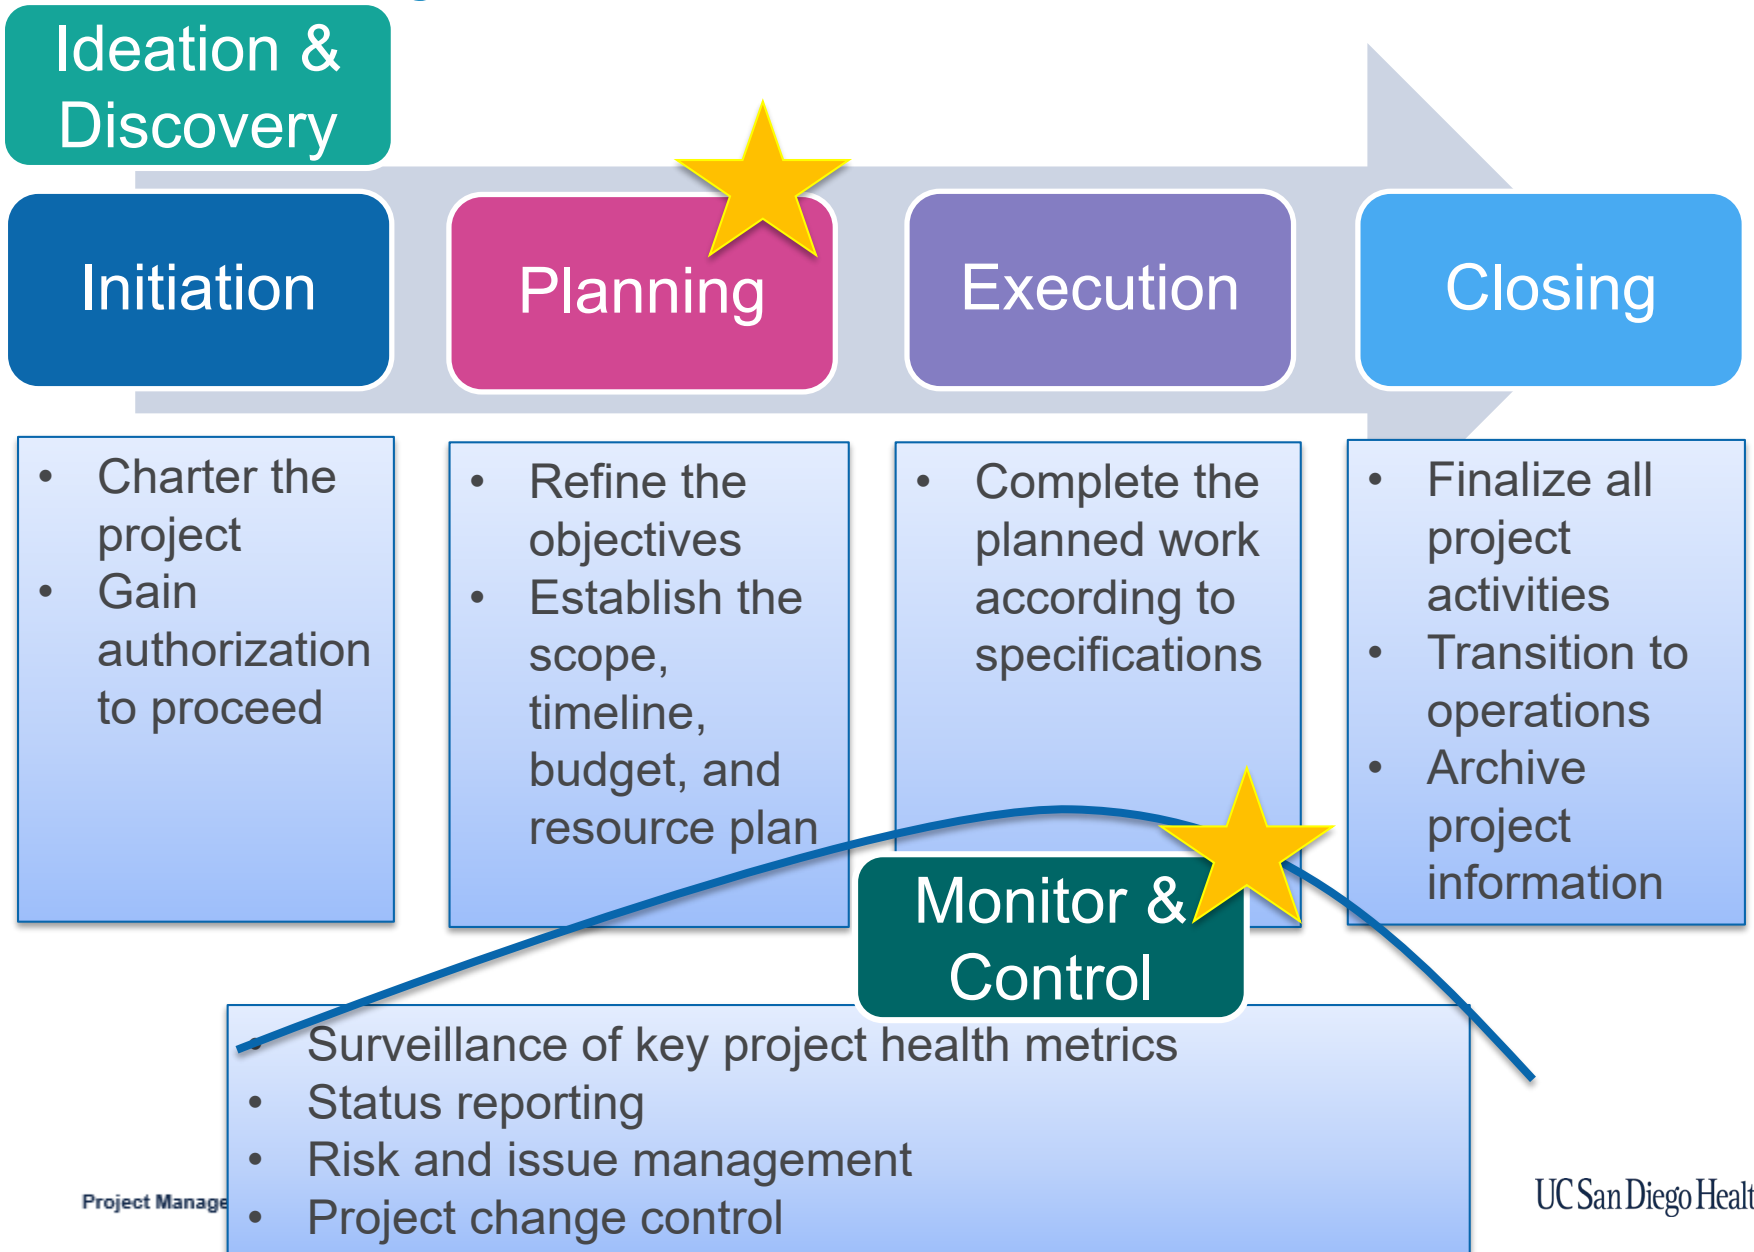 Ideation &
Discovery
Initiation
Planning
Execution
Closing
• Charter the
project
• Gain
authorization
to proceed
• Refine the
objectives
• Establish the
scope,
timeline,
budget, and
resource plan
• Complete the
planned work
according to
specifications
• Finalize all
project
activities
• Transition to
operations
• Archive
project
information
Monitor &
Control
• Surveillance of key project health metrics
• Status reporting
• Risk and issue management
• Project change control
Project Manage
UC San Diego Healt